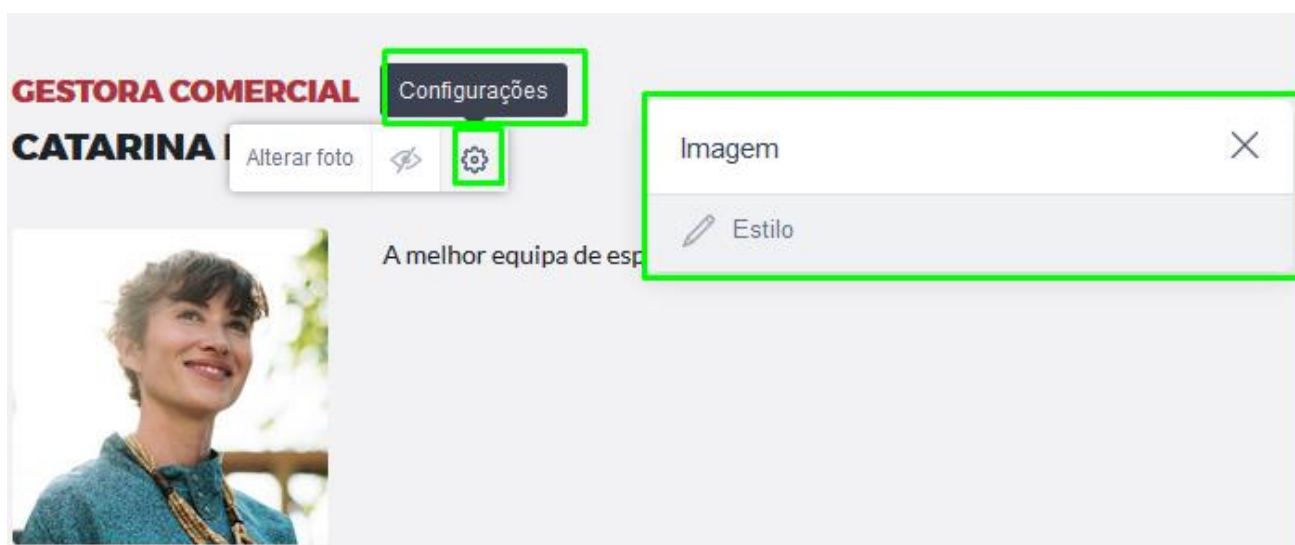 GESTORA COMERCIAL
Configurações
CATARINA
Alterar foto
Imagem
Estilo
A melhor equipa de esp